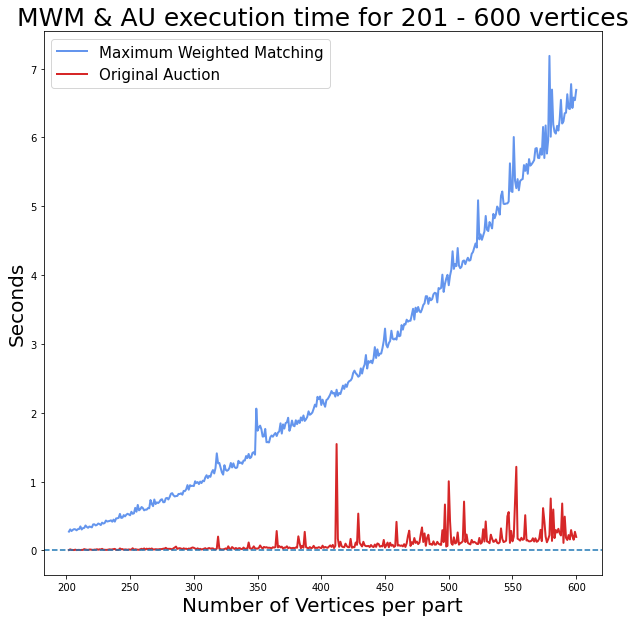 MWM & AU execution time for 201 - 600 vertices
Maximum Weighted Matching
Original Auction
7
6
5
4
3
2
1
0
Seconds
200 250 300 350 400 450 500 550 600
Number of Vertices per part